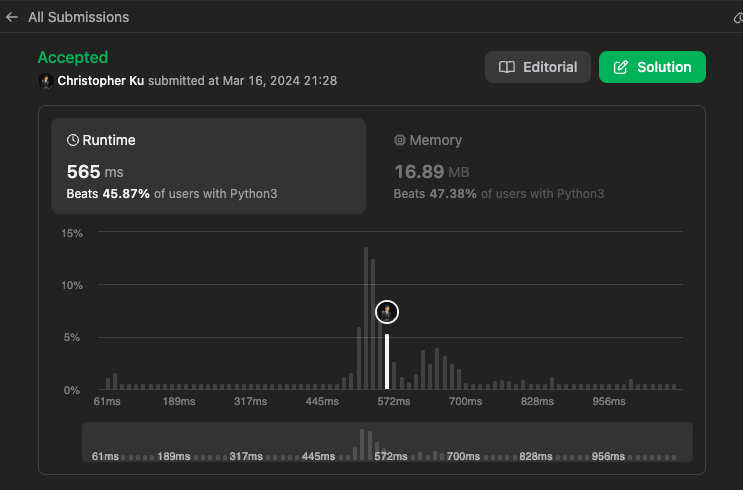 All Submissions
Accepted
Christopher Ku submitted at Mar 16, 2024 21:28
Editorial
Solution
Runtime
565 ms
Beats 45.87% of users with Python3
Memory
16.89 MB
Beats 47.38% of users with Python3
15%
10%
5%
0%
61ms 189ms 317ms 445ms 572ms 700ms 828ms 956ms
61ms 189ms 317ms 445ms 572ms 700ms 828ms 956ms